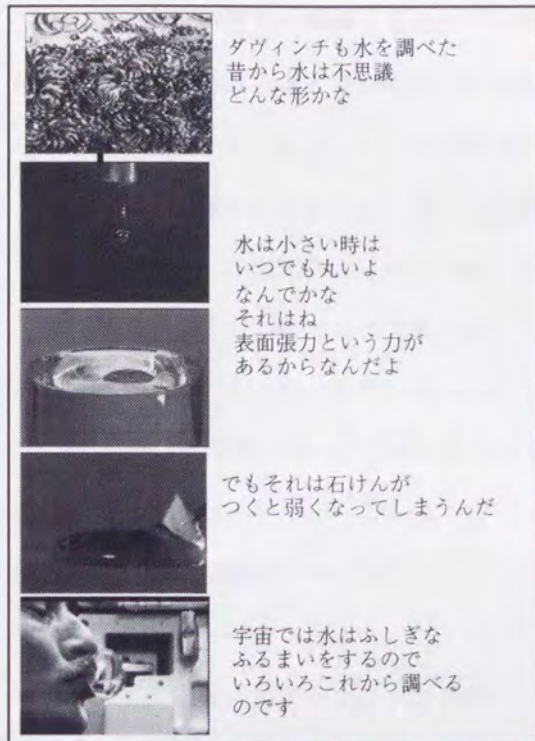 ダヴィンチも水を調べた
昔から水は不思議
どんな形かな
水は小さい時は
いつでも丸いよ
なんでかな
それはね
表面張力という力が
あるからなんだよ
でもそれは石けんが
つくと弱くなってしまうんだ
宇宙では水はふしぎな
ふるまいをするので
いろいろこれから調べる
のです